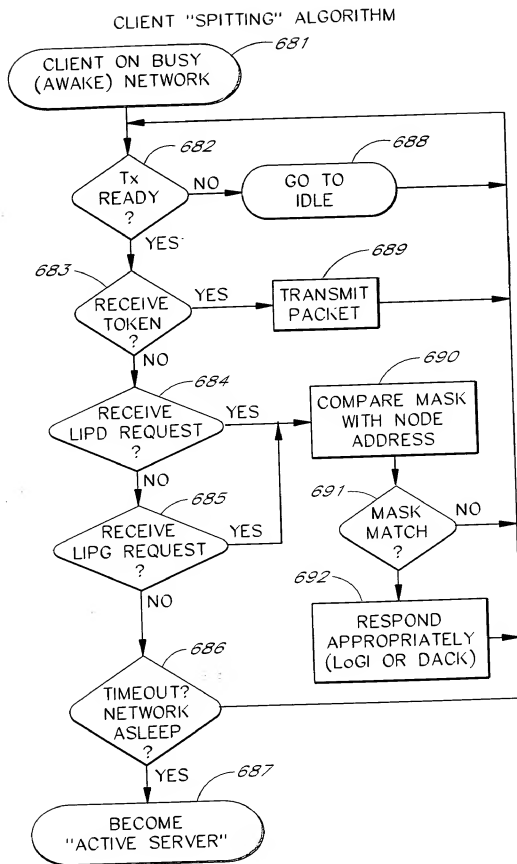 CLIENT "SPITTING" ALGORITHM
681
CLIENT ON BUSY
(AWAKE) NETWORK
682
Tx
READY
?
NO
688
GO TO
IDLE
YES
683
RECEIVE
TOKEN
?
YES
689
TRANSMIT
PACKET
NO
684
RECEIVE
LIPD REQUEST
?
YES
690
COMPARE MASK
WITH NODE
ADDRESS
NO
685
RECEIVE
LIPG REQUEST
?
YES
691
MASK
MATCH
?
NO
692
RESPOND
APPROPRIATELY
(LoGI OR DACK)
NO
686
TIMEOUT?
NETWORK
ASLEEP
?
YES
687
BECOME
"ACTIVE SERVER"